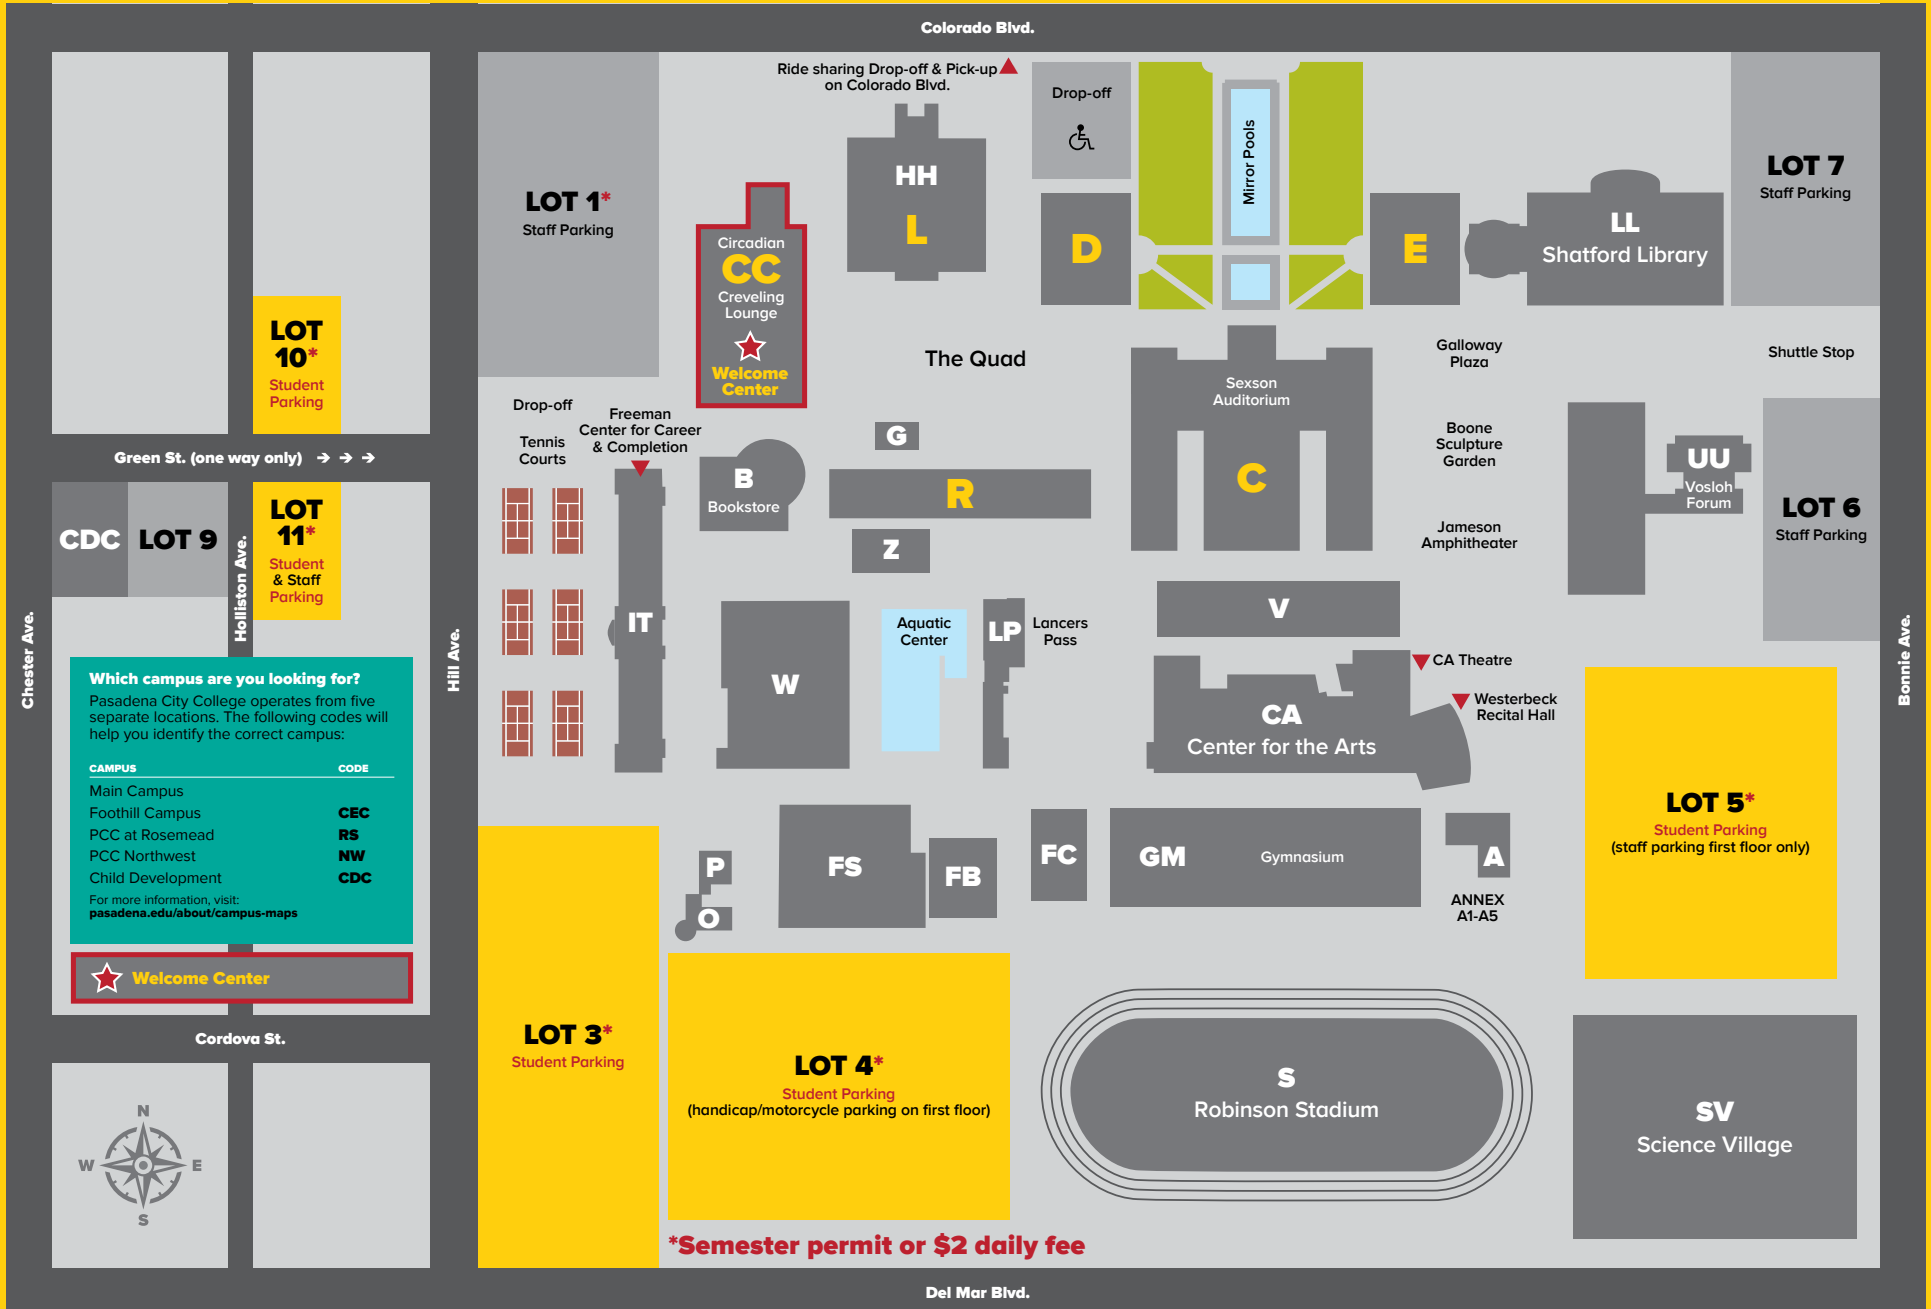 Colorado Blvd.
Ride sharing Drop-off & Pick-up
on Colorado Blvd.
Drop-off
Mirror Pools
LOT 7
Staff Parking
LOT 1*
Staff Parking
HH
L
Circadian
CC
Creveling
Lounge
Welcome
Center
D
E
LL
Shatford Library
LOT
10*
Student
Parking
The Quad
Galloway
Plaza
Shuttle Stop
Sexson
Auditorium
Drop-off
Tennis
Courts
Freeman
Center for Career
& Completion
G
Boone
Sculpture
Garden
Green St. (one way only) → → →
B
Bookstore
R
C
UU
Vosloh
Forum
LOT 6
Staff Parking
CDC
LOT 9
Holliston Ave.
LOT
11*
Student
& Staff
Parking
Z
Jameson
Amphitheater
Chester Ave.
Hill Ave.
IT
W
Aquatic
Center
LP
Lancers
Pass
V
CA Theatre
Westerbeck
Recital Hall
CA
Center for the Arts
Bonnie Ave.
Which campus are you looking for?
Pasadena City College operates from five
separate locations. The following codes will
help you identify the correct campus:
CAMPUS CODE
Main Campus
Foothill Campus CEC
PCC at Rosemead RS
PCC Northwest NW
Child Development CDC
For more information, visit:
pasadena.edu/about/campus-maps
Welcome Center
LOT 5*
Student Parking
(staff parking first floor only)
P
O
FS
FB
FC
GM
Gymnasium
A
ANNEX
A1-A5
Cordova St.
LOT 3*
Student Parking
LOT 4*
Student Parking
(handicap/motorcycle parking on first floor)
S
Robinson Stadium
SV
Science Village
N
W
E
S
*Semester permit or $2 daily fee
Del Mar Blvd.